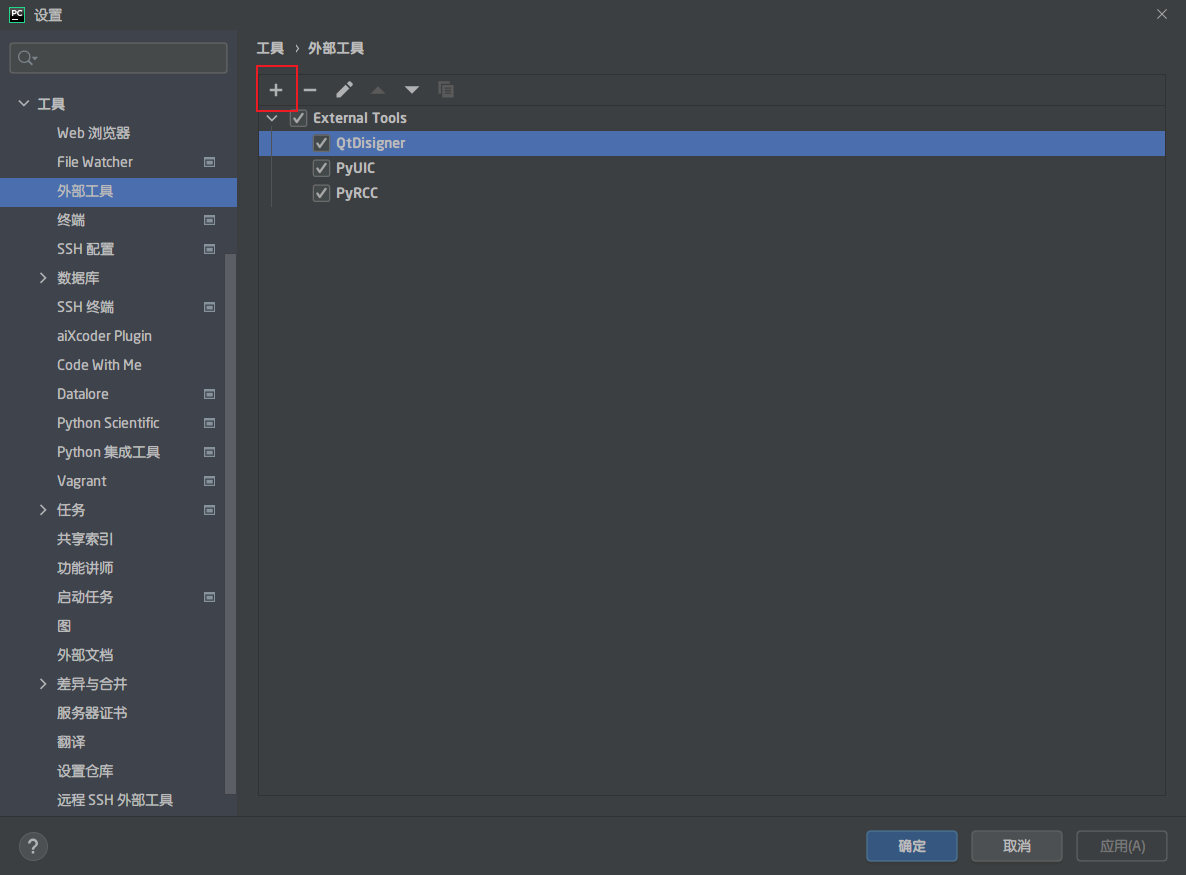 PC 设置
工具 › 外部工具
工具
Web 浏览器
File Watcher
外部工具
终端
SSH 配置
数据库
SSH 终端
aiXcoder Plugin
Code With Me
Datalore
Python Scientific
Python 集成工具
Vagrant
任务
共享索引
功能讲师
启动任务
图
外部文档
差异与合并
服务器证书
翻译
设置仓库
远程 SSH 外部工具
External Tools
QtDisigner
PyUIC
PyRCC
?
确定
取消
应用(A)